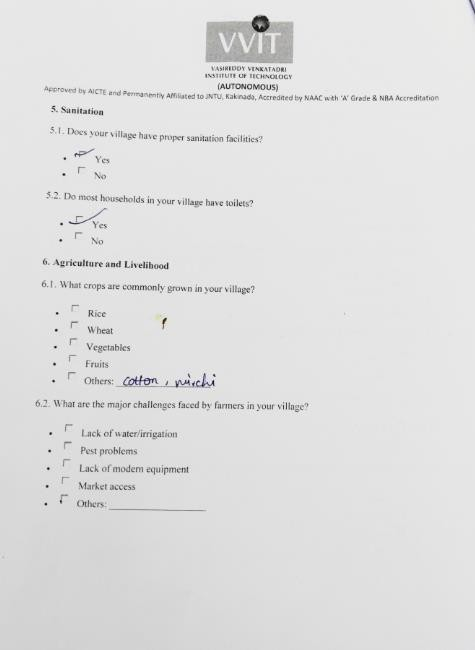 VVIT
VASIREDDY VENKATADRI
INSTITUTE OF TECHNOLOGY
(AUTONOMOUS)
Approved by AICTE and Permanently Affiliated to JNTU, Kakinada, Accredited by NAAC with 'A' Grade & NBA Accreditation
5. Sanitation
5.1. Does your village have proper sanitation facilities?
Yes
No
5.2. Do most households in your village have toilets?
Yes
No
6. Agriculture and Livelihood
6.1. What crops are commonly grown in your village?
Rice
Wheat
Vegetables
Fruits
Others: cotton, mirchi
6.2. What are the major challenges faced by farmers in your village?
Lack of water/irrigation
Pest problems
Lack of modern equipment
Market access
Others: